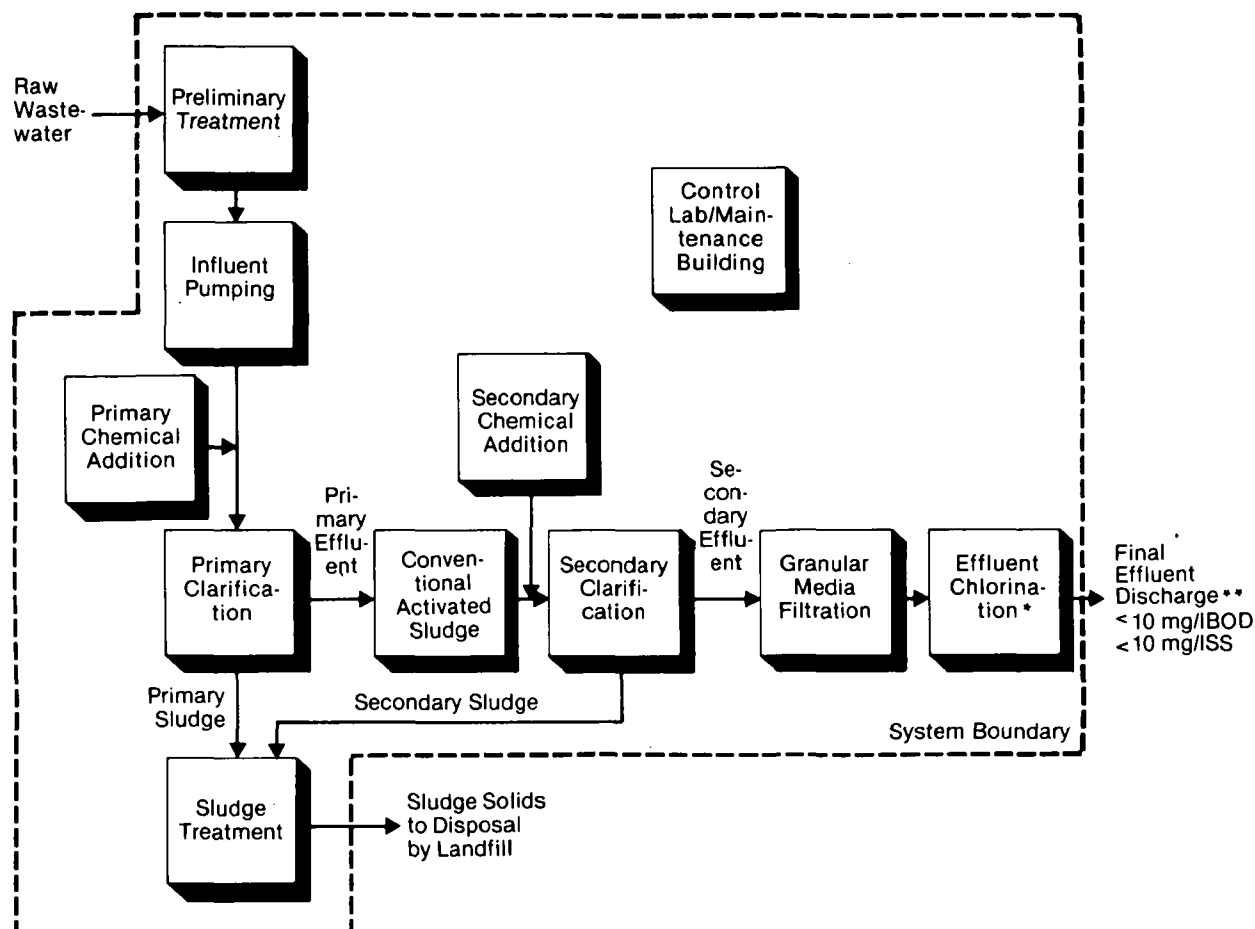 Raw
Waste-
water
Preliminary
Treatment
Control
Lab/Main-
tenance
Building
Influent
Pumping
Primary
Chemical
Addition
Secondary
Chemical
Addition
Primary
Clarifica-
tion
Pri-
mary
Efflu-
ent
Conven-
tional
Activated
Sludge
Secondary
Clarifi-
cation
Se-
con-
dary
Efflu-
ent
Granular
Media
Filtration
Effluent
Chlorina-
tion*
Final
Effluent
Discharge**
<10 mg/lBOD
<10 mg/lSS
Primary
Sludge
Secondary Sludge
System Boundary
Sludge
Treatment
Sludge Solids
to Disposal
by Landfill